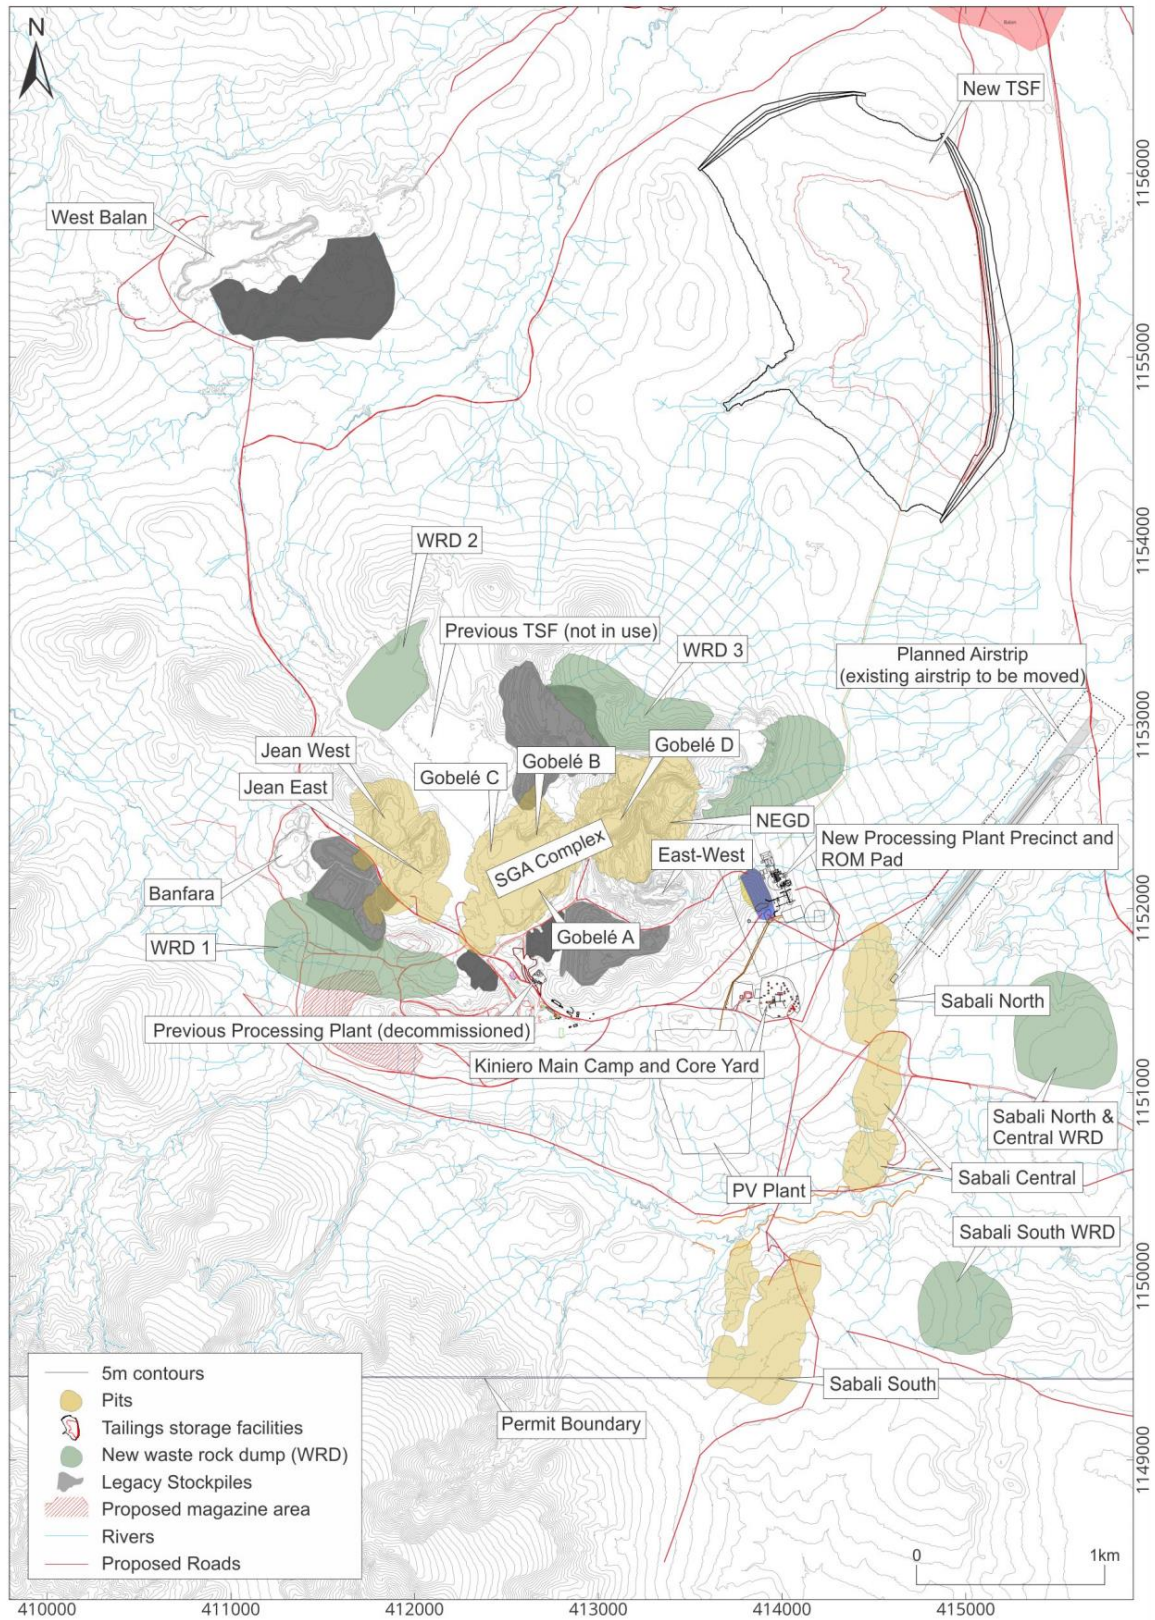 N
New TSF
1156000
West Balan
1155000
WRD 2
1154000
Previous TSF (not in use)
WRD 3
Planned Airstrip
(existing airstrip to be moved)
1153000
Jean West
Gobelé D
Gobelé B
Gobelé C
Jean East
NEGD
New Processing Plant Precinct and
ROM Pad
SGA Complex
East-West
Banfara
1152000
Gobelé A
WRD 1
Sabali North
Previous Processing Plant (decommissioned)
Kiniero Main Camp and Core Yard
1151000
Sabali North &
Central WRD
Sabali Central
PV Plant
Sabali South WRD
1150000
Sabali South
Permit Boundary
1149000
5m contours
Pits
Tailings storage facilities
New waste rock dump (WRD)
Legacy Stockpiles
Proposed magazine area
Rivers
Proposed Roads
0 1km
410000 411000 412000 413000 414000 415000